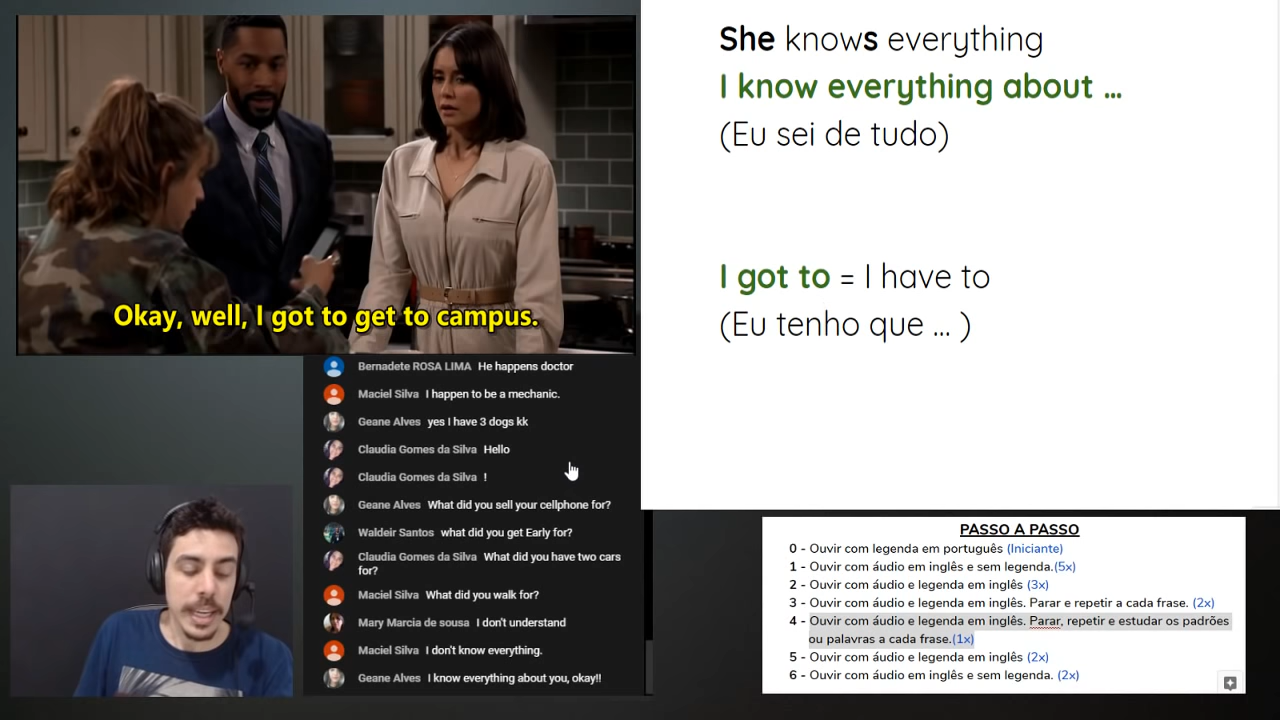 She knows everything
I know everything about ...
(Eu sei de tudo)
I got to = I have to
(Eu tenho que ... )
Okay, well, I got to get to campus.
Bernadete ROSA LIMA He happens doctor
Maciel Silva I happen to be a mechanic.
Geane Alves yes I have 3 dogs kk
Claudia Gomes da Silva Hello
Claudia Gomes da Silva !
Geane Alves What did you sell your cellphone for?
Waldeir Santos what did you get Early for?
Claudia Gomes da Silva What did you have two cars
for?
Maciel Silva What did you walk for?
Mary Marcia de sousa I don't understand
Maciel Silva I don't know everything.
Geane Alves I know everything about you, okay!!
PASSO A PASSO
0 - Ouvir com legenda em português (Iniciante)
1 - Ouvir com áudio em inglês e sem legenda.(5x)
2 - Ouvir com áudio e legenda em inglês (3x)
3 - Ouvir com áudio e legenda em inglês. Parar e repetir a cada frase. (2x)
4 - Ouvir com áudio e legenda em inglês. Parar, repetir e estudar os padrões
ou palavras a cada frase.(1x)
5 - Ouvir com áudio e legenda em inglês (2x)
6 - Ouvir com áudio em inglês e sem legenda. (2x)